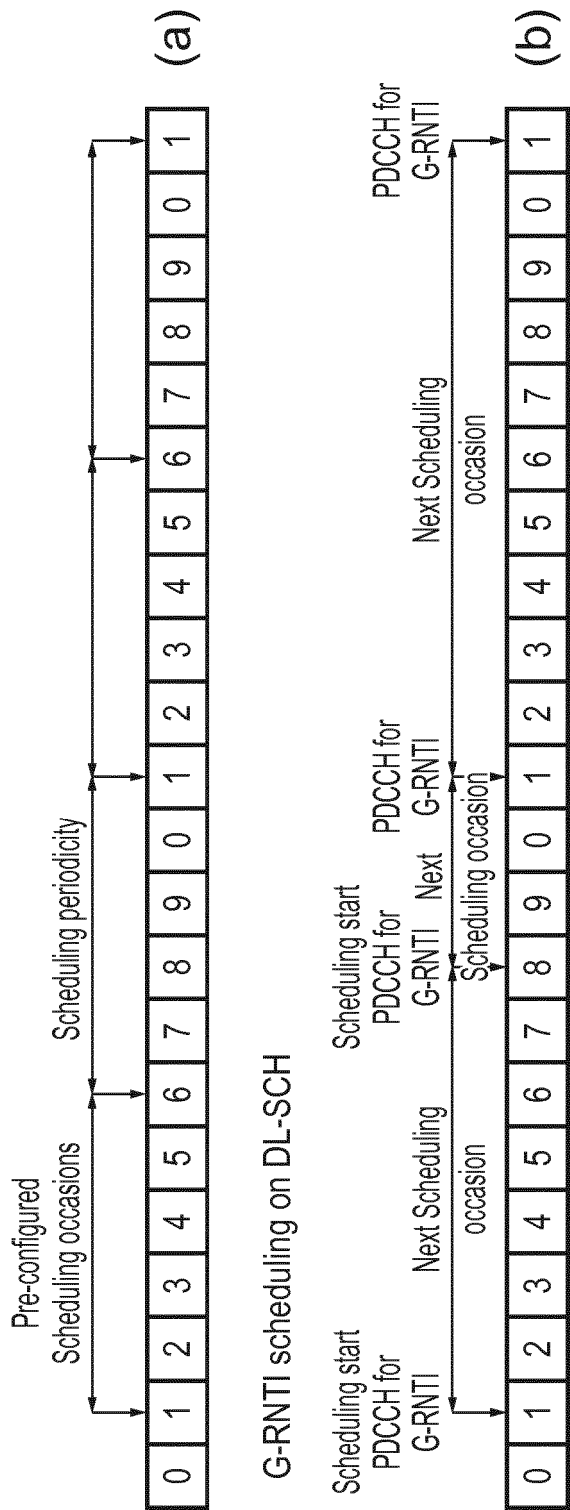 Pre-configured
Scheduling occasions
Scheduling periodicity
0 1 2 3 4 5 6 7 8 9 0 1 2 3 4 5 6 7 8 9 0 1
(a)
G-RNTI scheduling on DL-SCH
Scheduling start
PDCCH for
G-RNTI
Next Scheduling
occasion
Scheduling start
PDCCH for
G-RNTI
Next
Scheduling occasion
PDCCH for
G-RNTI
Next Scheduling
occasion
PDCCH for
G-RNTI
0 1 2 3 4 5 6 7 8 9 0 1 2 3 4 5 6 7 8 9 0 1
(b)